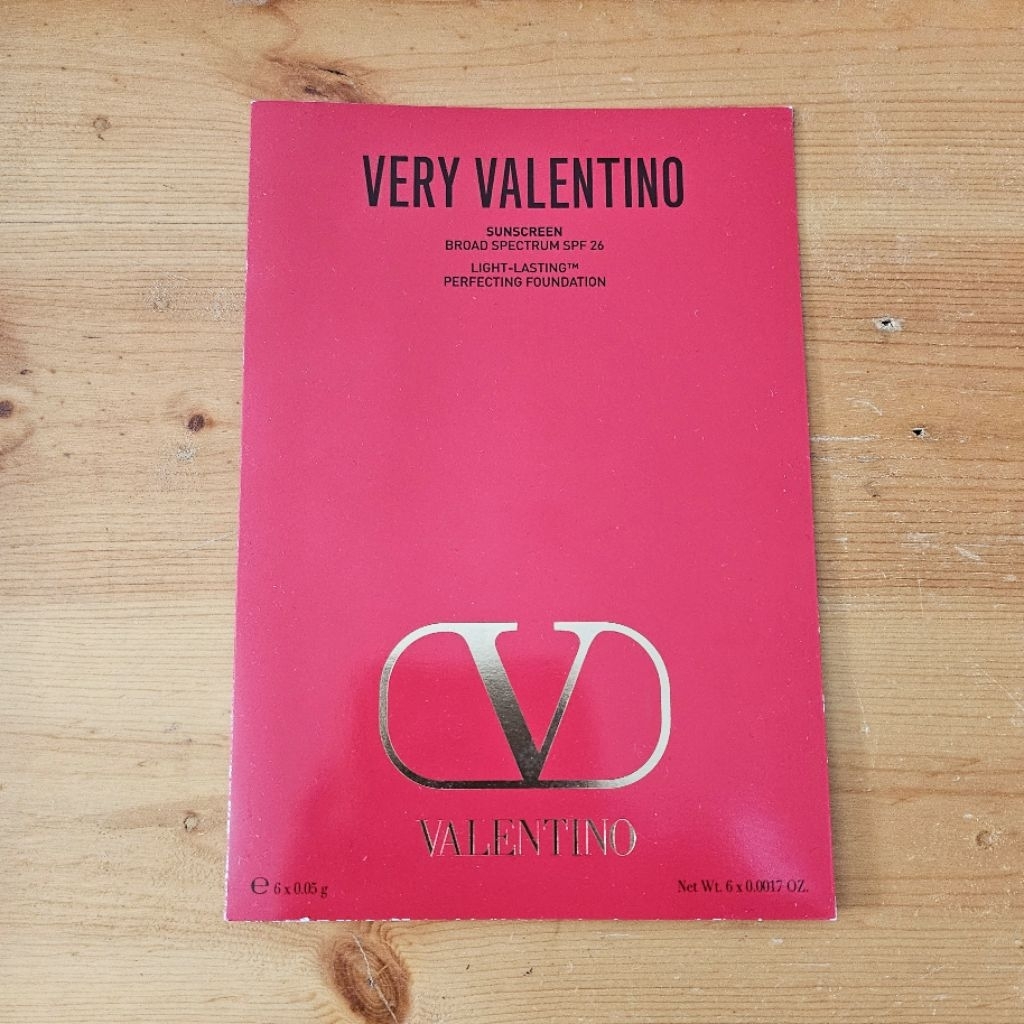 VERY VALENTINO
SUNSCREEN
BROAD SPECTRUM SPF 26
LIGHT-LASTING™
PERFECTING FOUNDATION
V
VALENTINO
℮ 6 x 0.05 g
Net Wt. 6 x 0.0017 OZ.